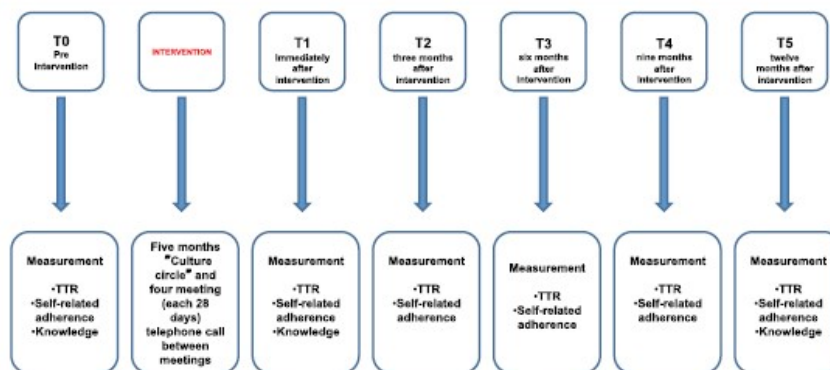 T0
Pre
Intervention
INTERVENTION
T1
Immediately
after
intervention
T2
three months
after
intervention
T3
six months
after
Intervention
T4
nine months
after
Intervention
T5
twelve
months after
intervention
Measurement
•TTR
•Self-related
adherence
•Knowledge
Five months
"Culture
circle" and
four meeting
(each 28
days)
telephone call
between
meetings
Measurement
•TTR
•Self-related
adherence
•Knowledge
Measurement
•TTR
•Self-related
adherence
Measurement
•TTR
•Self-related
adherence
Measurement
•TTR
•Self-related
adherence
Measurement
•TTR
•Self-related
adherence
•Knowledge